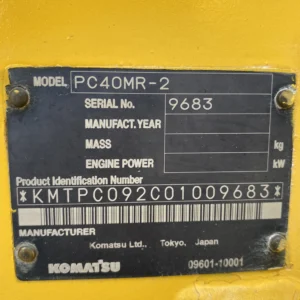 MODEL PC40MR-2
SERIAL No. 9683
MANUFACT.YEAR
MASS kg
ENGINE POWER kW
Product Identification Number
*KMTPC092C01009683*
MANUFACTURER
Komatsu Ltd., Tokyo, Japan
KOMATSU 09601-10001